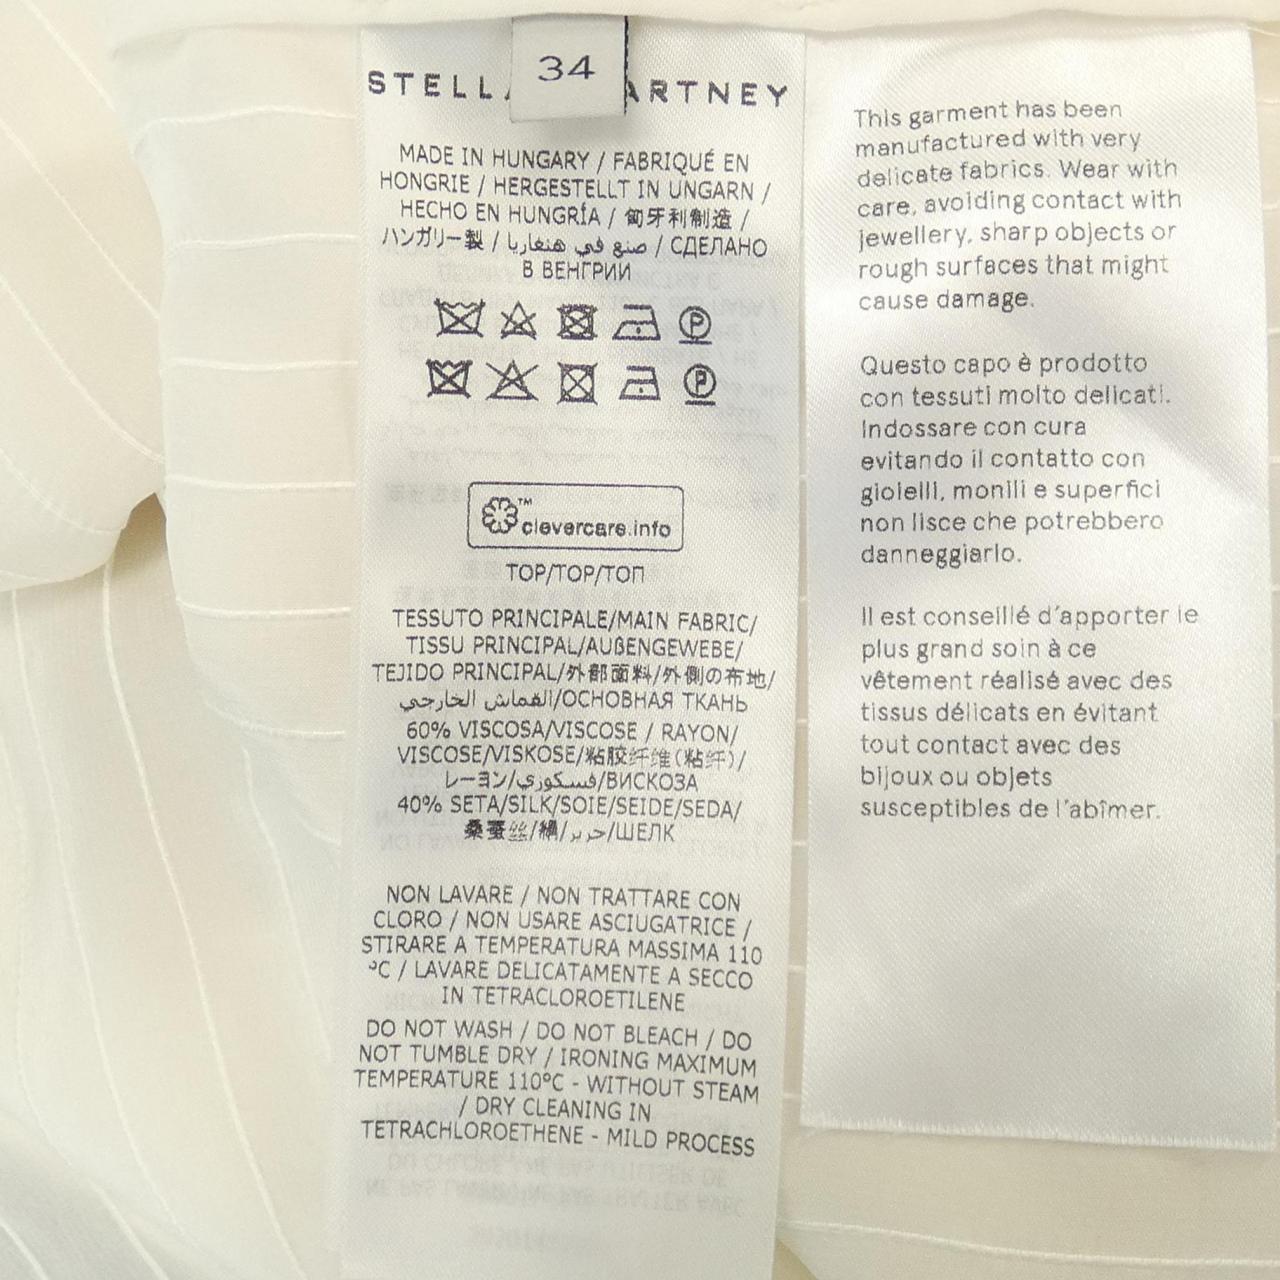 34
STELL ARTNEY
MADE IN HUNGARY / FABRIQUÉ EN
HONGRIE / HERGESTELLT IN UNGARN /
HECHO EN HUNGRÍA / 匈牙利制造 /
ハンガリー製 / صنع في هنغاريا / СДЕЛАНО
В ВЕНГРИИ
P
P
clevercare.info™
TOP/TOP/ТОП
TESSUTO PRINCIPALE/MAIN FABRIC/
TISSU PRINCIPAL/AUßENGEWEBE/
TEJIDO PRINCIPAL/外部面料/外側の布地/
القماش الخارجي/ОСНОВНАЯ ТКАНЬ
60% VISCOSA/VISCOSE / RAYON/
VISCOSE/VISKOSE/粘胶纤维(粘纤)/
レーヨン/فسكوزي/ВИСКОЗА
40% SETA/SILK/SOIE/SEIDE/SEDA/
桑蚕丝/絹/حرير/ШЕЛК
NON LAVARE / NON TRATTARE CON
CLORO / NON USARE ASCIUGATRICE /
STIRARE A TEMPERATURA MASSIMA 110
°C / LAVARE DELICATAMENTE A SECCO
IN TETRACLOROETILENE
DO NOT WASH / DO NOT BLEACH / DO
NOT TUMBLE DRY / IRONING MAXIMUM
TEMPERATURE 110°C - WITHOUT STEAM
/ DRY CLEANING IN
TETRACHLOROETHENE - MILD PROCESS
This garment has been
manufactured with very
delicate fabrics. Wear with
care, avoiding contact with
jewellery, sharp objects or
rough surfaces that might
cause damage.
Questo capo è prodotto
con tessuti molto delicati.
Indossare con cura
evitando il contatto con
gioielli, monili e superfici
non lisce che potrebbero
danneggiarlo.
Il est conseillé d'apporter le
plus grand soin à ce
vêtement réalisé avec des
tissus délicats en évitant
tout contact avec des
bijoux ou objets
susceptibles de l'abîmer.